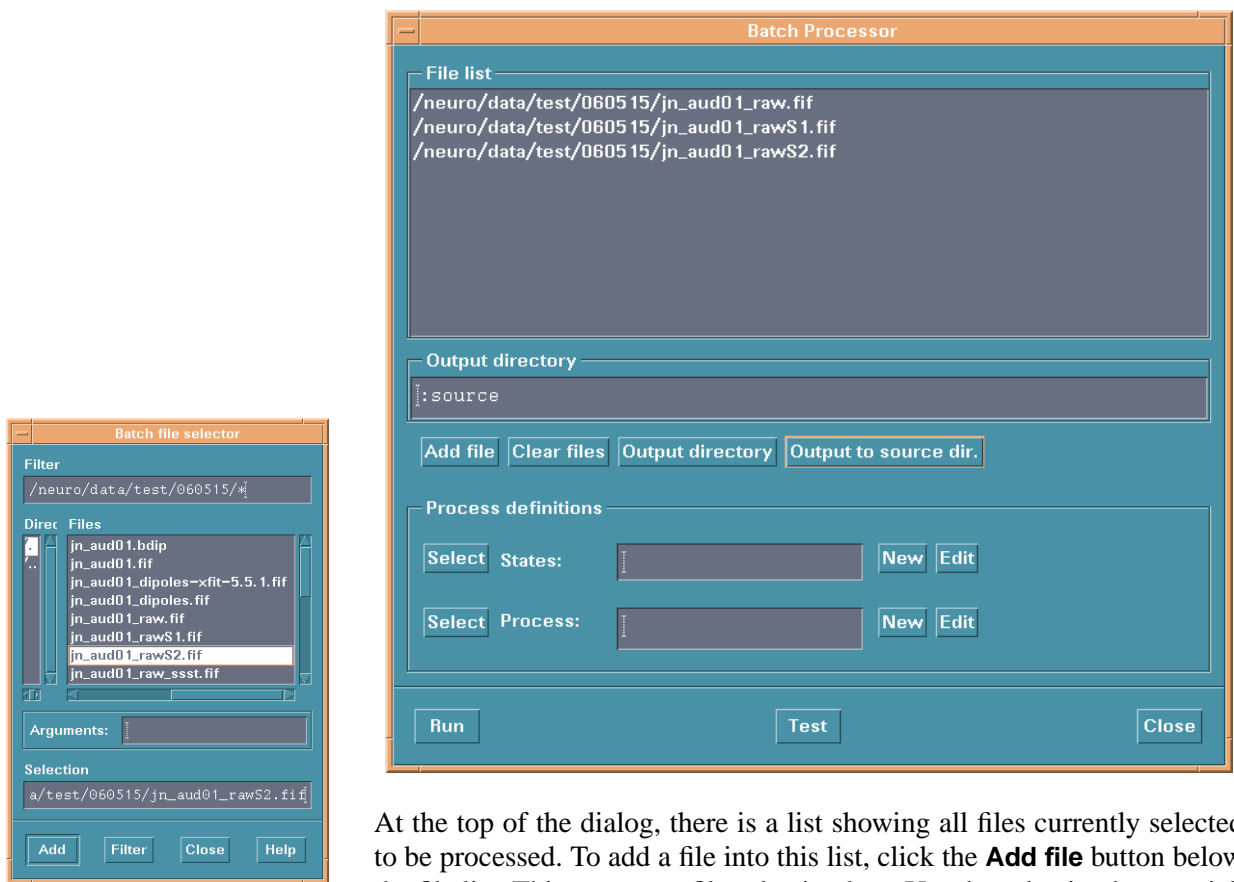 Batch Processor
File list
/neuro/data/test/060515/jn_aud01_raw.fif
/neuro/data/test/060515/jn_aud01_rawS1.fif
/neuro/data/test/060515/jn_aud01_rawS2.fif
Output directory
:source
Add file Clear files Output directory Output to source dir.
Process definitions
Select States: New Edit
Select Process: New Edit
Run Test Close
Batch file selector
Filter
/neuro/data/test/060515/*
Direc Files
/.
/..
jn_aud01.bdip
jn_aud01.fif
jn_aud01_dipoles-xfit-5.5.1.fif
jn_aud01_dipoles.fif
jn_aud01_raw.fif
jn_aud01_rawS1.fif
jn_aud01_rawS2.fif
jn_aud01_raw_ssst.fif
Arguments:
Selection
a/test/060515/jn_aud01_rawS2.fif
Add Filter Close Help
At the top of the dialog, there is a list showing all files currently selected
to be processed. To add a file into this list, click the Add file button below